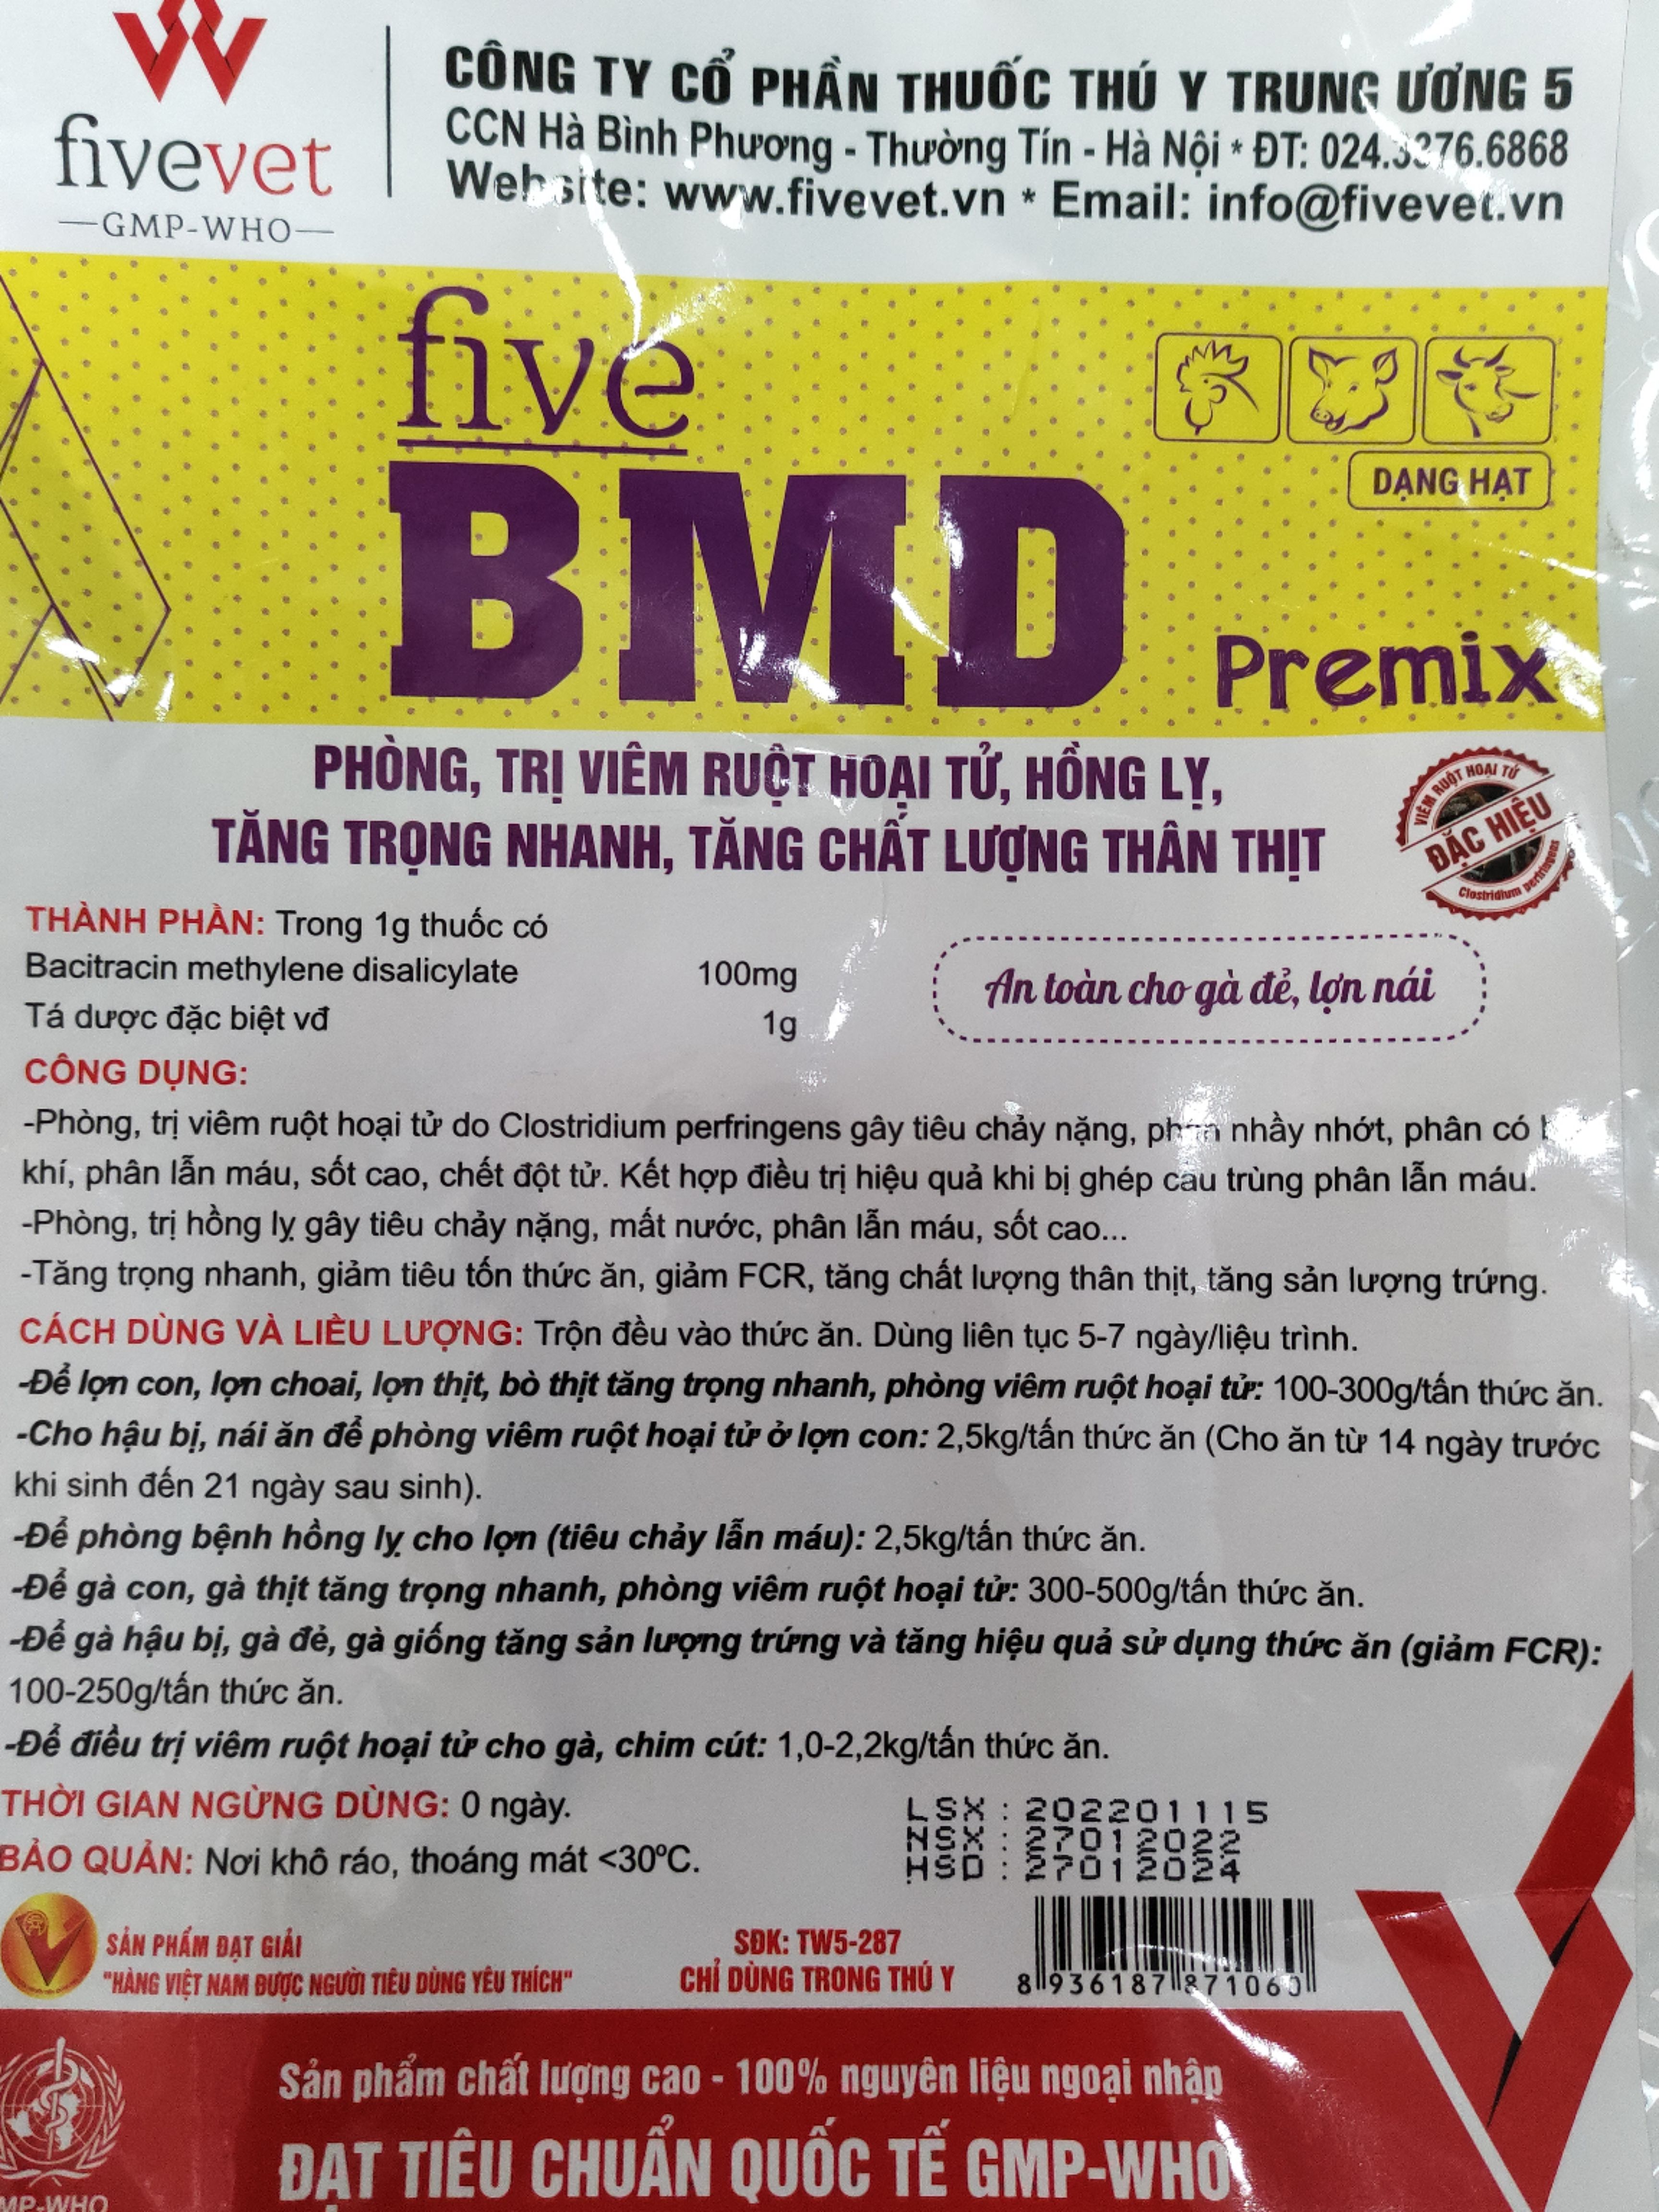 fivevet
—GMP-WHO—
CÔNG TY CỔ PHẦN THUỐC THÚ Y TRUNG ƯƠNG 5
CCN Hà Bình Phương - Thường Tín - Hà Nội * ĐT: 024.3376.6868
Website: www.fivevet.vn * Email: info@fivevet.vn
five
BMD Premix
DẠNG HẠT
PHÒNG, TRỊ VIÊM RUỘT HOẠI TỬ, HỒNG LỴ,
TĂNG TRỌNG NHANH, TĂNG CHẤT LƯỢNG THÂN THỊT
VIÊM RUỘT HOẠI TỬ
ĐẶC HIỆU
Clostridium perfringens
THÀNH PHẦN: Trong 1g thuốc có
Bacitracin methylene disalicylate 100mg
Tá dược đặc biệt vđ 1g
An toàn cho gà đẻ, lợn nái
CÔNG DỤNG:
-Phòng, trị viêm ruột hoại tử do Clostridium perfringens gây tiêu chảy nặng, phân nhầy nhớt, phân có
khí, phân lẫn máu, sốt cao, chết đột tử. Kết hợp điều trị hiệu quả khi bị ghép cầu trùng phân lẫn máu.
-Phòng, trị hồng lỵ gây tiêu chảy nặng, mất nước, phân lẫn máu, sốt cao...
-Tăng trọng nhanh, giảm tiêu tốn thức ăn, giảm FCR, tăng chất lượng thân thịt, tăng sản lượng trứng.
CÁCH DÙNG VÀ LIỀU LƯỢNG: Trộn đều vào thức ăn. Dùng liên tục 5-7 ngày/liệu trình.
-Để lợn con, lợn choai, lợn thịt, bò thịt tăng trọng nhanh, phòng viêm ruột hoại tử: 100-300g/tấn thức ăn.
-Cho hậu bị, nái ăn để phòng viêm ruột hoại tử ở lợn con: 2,5kg/tấn thức ăn (Cho ăn từ 14 ngày trước
khi sinh đến 21 ngày sau sinh).
-Để phòng bệnh hồng lỵ cho lợn (tiêu chảy lẫn máu): 2,5kg/tấn thức ăn.
-Để gà con, gà thịt tăng trọng nhanh, phòng viêm ruột hoại tử: 300-500g/tấn thức ăn.
-Để gà hậu bị, gà đẻ, gà giống tăng sản lượng trứng và tăng hiệu quả sử dụng thức ăn (giảm FCR):
100-250g/tấn thức ăn.
-Để điều trị viêm ruột hoại tử cho gà, chim cút: 1,0-2,2kg/tấn thức ăn.
THỜI GIAN NGỪNG DÙNG: 0 ngày.
BẢO QUẢN: Nơi khô ráo, thoáng mát <30ºC.
LSX : 202201115
NSX : 27012022
HSD : 27012024
SẢN PHẨM ĐẠT GIẢI
"HÀNG VIỆT NAM ĐƯỢC NGƯỜI TIÊU DÙNG YÊU THÍCH"
SĐK: TW5-287
CHỈ DÙNG TRONG THÚ Y
8 936187 871060
Sản phẩm chất lượng cao - 100% nguyên liệu ngoại nhập
ĐẠT TIÊU CHUẨN QUỐC TẾ GMP-WHO
MP-WHO